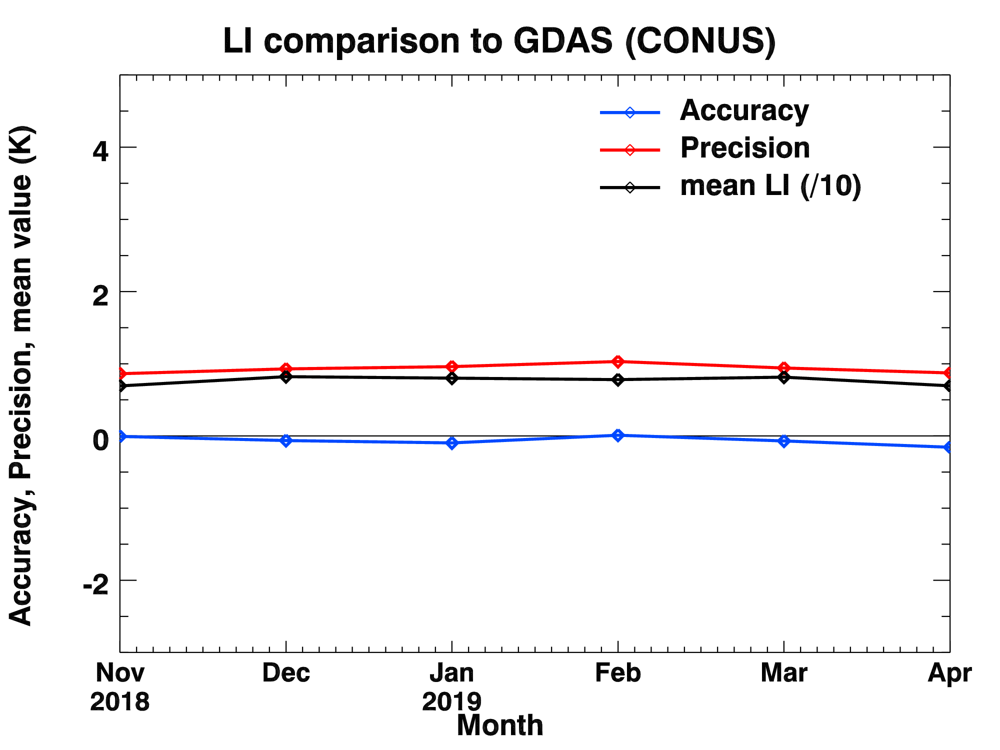 LI comparison to GDAS (CONUS)
Accuracy
Precision
mean LI (/10)
Accuracy, Precision, mean value (K)
4
2
0
-2
Nov Dec Jan Feb Mar Apr
2018 2019
Month